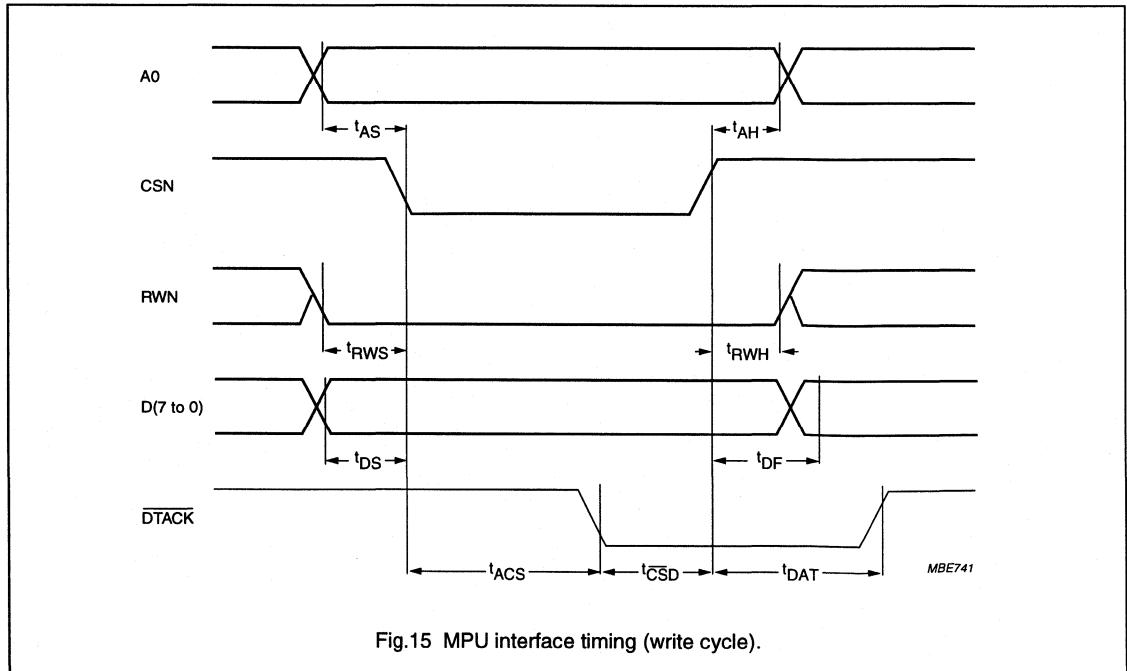 A0
tAS
tAH
CSN
RWN
tRWS
tRWH
D(7 to 0)
tDS
tDF
DTACK
tACS
tCSD
tDAT
MBE741
Fig.15 MPU interface timing (write cycle).